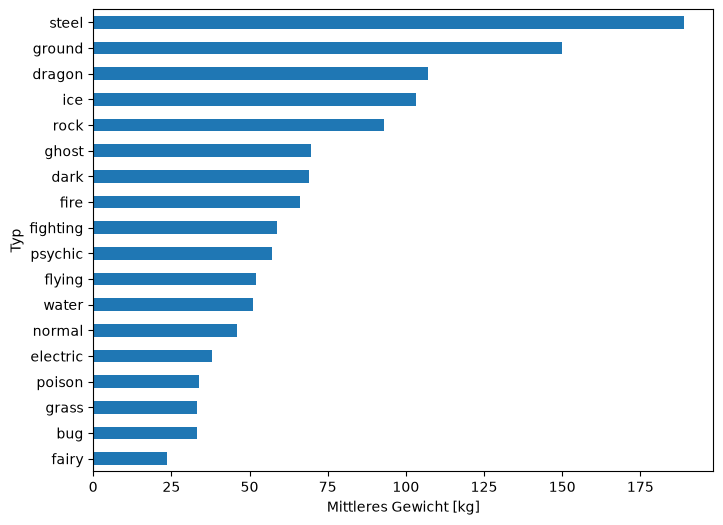 steel
ground
dragon
ice
rock
ghost
dark
fire
fighting
psychic
flying
water
normal
electric
poison
grass
bug
fairy
Typ
0 25 50 75 100 125 150 175
Mittleres Gewicht [kg]